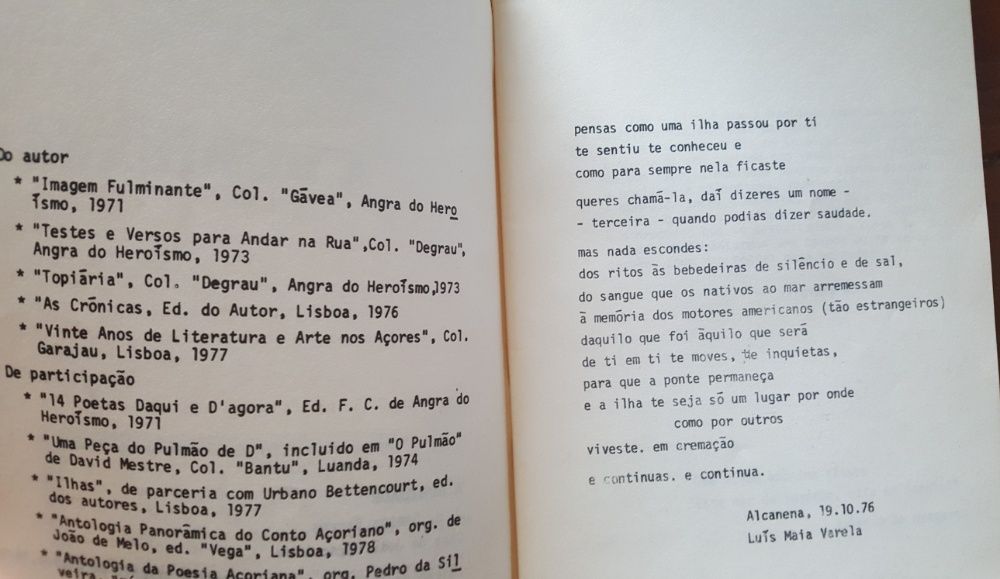 Do autor
* "Imagem Fulminante", Col. "Gávea", Angra do Hero
ísmo, 1971
* "Testes e Versos para Andar na Rua",Col. "Degrau",
Angra do Heroísmo, 1973
* "Topiária", Col. "Degrau", Angra do Heroísmo,1973
* "As Crónicas, Ed. do Autor, Lisboa, 1976
* "Vinte Anos de Literatura e Arte nos Açores", Col.
Garajau, Lisboa, 1977
De participação
* "14 Poetas Daqui e D'agora", Ed. F. C. de Angra do
Heroísmo, 1971
* "Uma Peça do Pulmão de D", incluido em "O Pulmão"
de David Mestre, Col. "Bantu", Luanda, 1974
* "Ilhas", de parceria com Urbano Bettencourt, ed.
dos autores, Lisboa, 1977
* "Antologia Panorâmica do Conto Açoriano", org. de
João de Melo, ed. "Vega", Lisboa, 1978
* "Antologia da Poesia Açoriana", org. Pedro da Sil
veira,
pensas como uma ilha passou por ti
te sentiu te conheceu e
como para sempre nela ficaste
queres chamá-la, daí dizeres um nome -
- terceira - quando podias dizer saudade.
mas nada escondes:
dos ritos às bebedeiras de silêncio e de sal,
do sangue que os nativos ao mar arremessam
à memória dos motores americanos (tão estrangeiros)
daquilo que foi àquilo que será
de ti em ti te moves, te inquietas,
para que a ponte permaneça
e a ilha te seja só um lugar por onde
como por outros
viveste. em cremação
e continuas. e continua.
Alcanena, 19.10.76
Luís Maia Varela